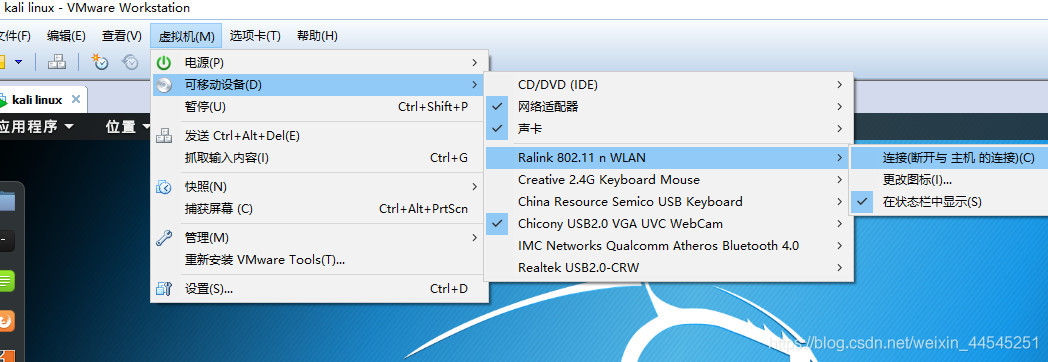 kali linux - VMware Workstation
文件(F) 编辑(E) 查看(V) 虚拟机(M) 选项卡(T) 帮助(H)
kali linux
应用程序 位置
电源(P)
可移动设备(D)
暂停(U) Ctrl+Shift+P
发送 Ctrl+Alt+Del(E)
抓取输入内容(I) Ctrl+G
快照(N)
捕获屏幕 (C) Ctrl+Alt+PrtScn
管理(M)
重新安装 VMware Tools(T)...
设置(S)... Ctrl+D
CD/DVD (IDE)
网络适配器
声卡
Ralink 802.11 n WLAN
Creative 2.4G Keyboard Mouse
China Resource Semico USB Keyboard
Chicony USB2.0 VGA UVC WebCam
IMC Networks Qualcomm Atheros Bluetooth 4.0
Realtek USB2.0-CRW
连接(断开与 主机 的连接)(C)
更改图标(I)...
在状态栏中显示(S)
https://blog.csdn.net/weixin_44545251